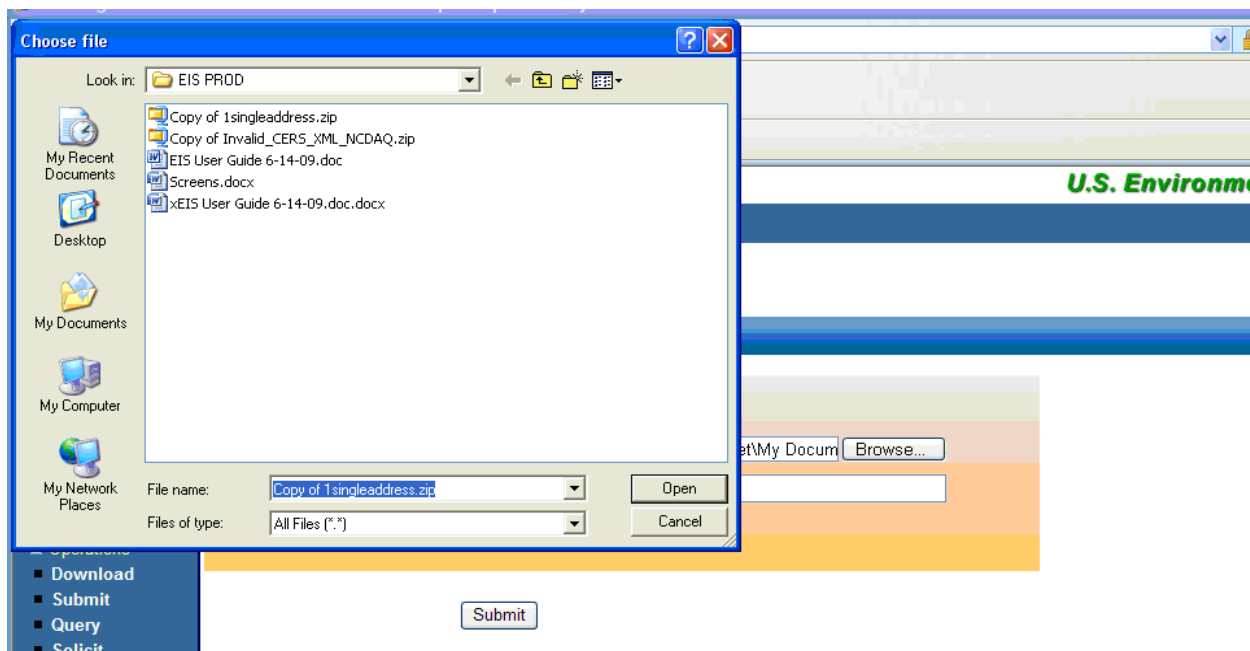 Choose file
Look in: EIS PROD
My Recent Documents
Desktop
My Documents
My Computer
My Network Places
Copy of 1singleaddress.zip
Copy of Invalid_CERS_XML_NCDAQ.zip
EIS User Guide 6-14-09.doc
Screens.docx
xEIS User Guide 6-14-09.doc.docx
File name: Copy of 1singleaddress.zip Open
Files of type: All Files (*.*) Cancel
U.S. Environme
et\My Docum Browse...
Operations
Download
Submit
Query
Solicit
Submit